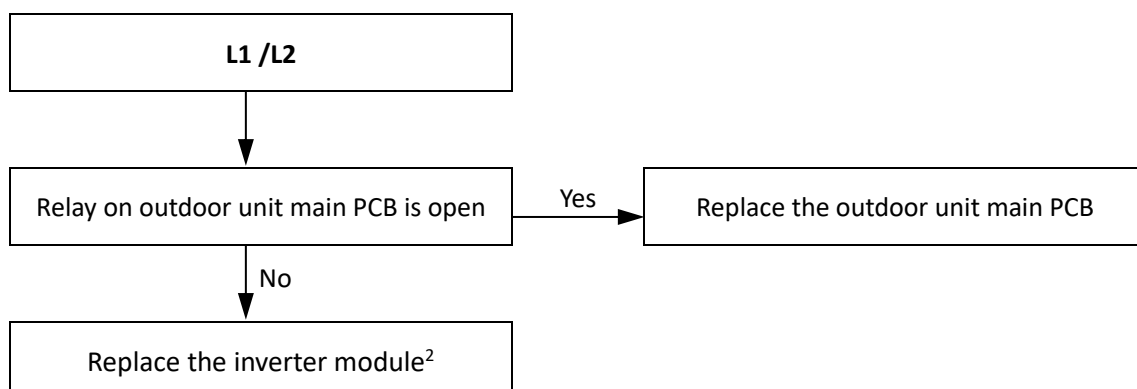 L1 /L2
Relay on outdoor unit main PCB is open
Yes
Replace the outdoor unit main PCB
No
Replace the inverter module²